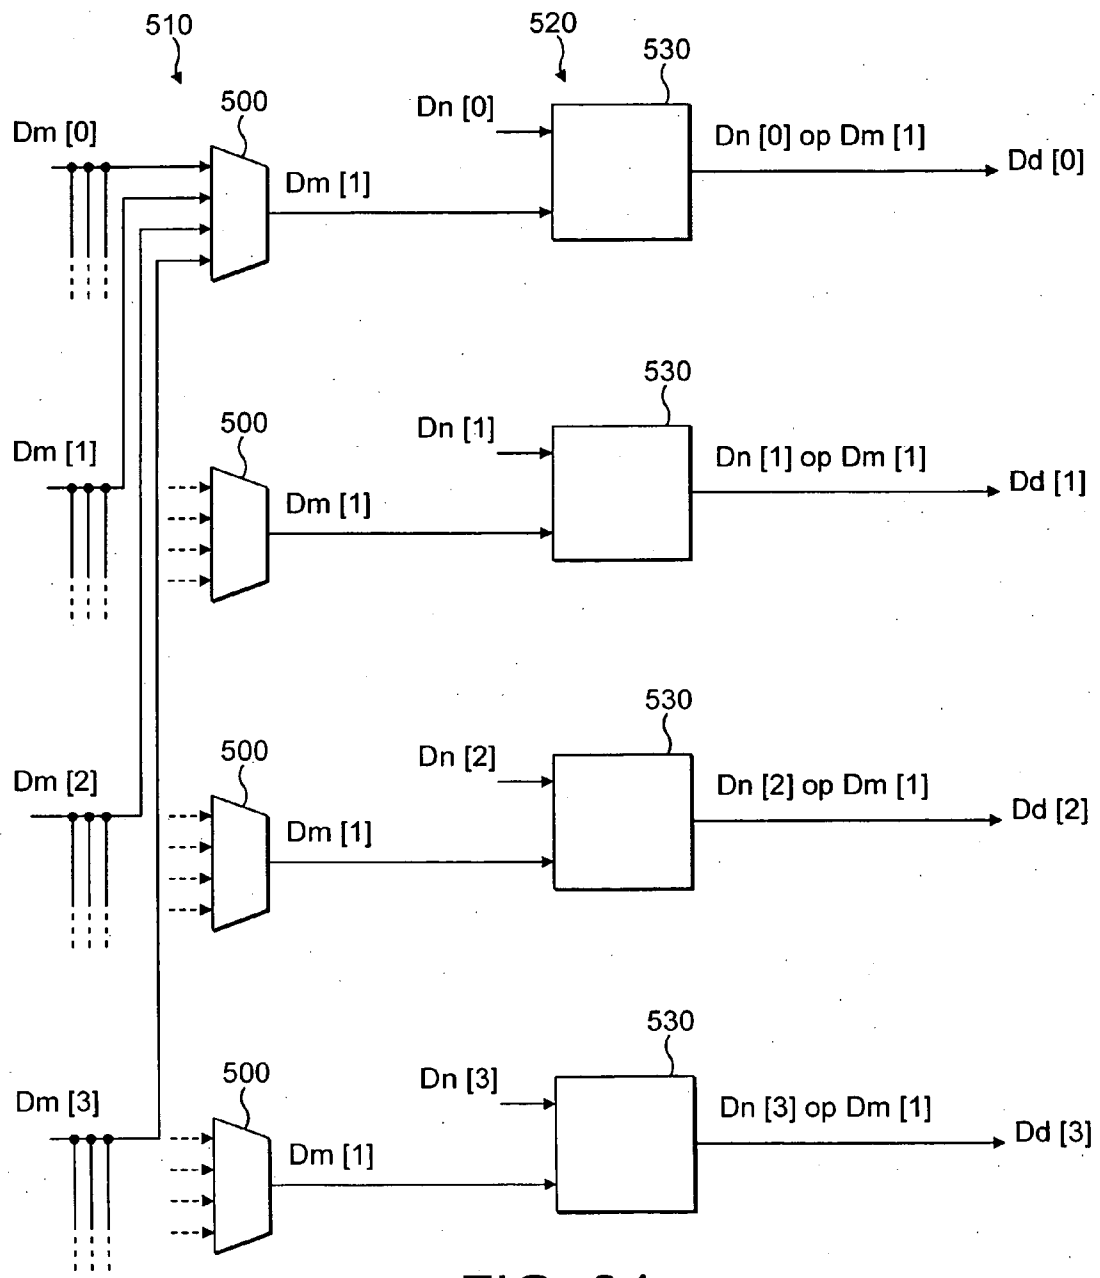 510
520
530
500
Dn [0]
Dm [0]
Dm [1]
Dn [0] op Dm [1]
Dd [0]
530
500
Dn [1]
Dm [1]
Dm [1]
Dn [1] op Dm [1]
Dd [1]
530
500
Dn [2]
Dm [2]
Dm [1]
Dn [2] op Dm [1]
Dd [2]
530
500
Dn [3]
Dm [3]
Dm [1]
Dn [3] op Dm [1]
Dd [3]